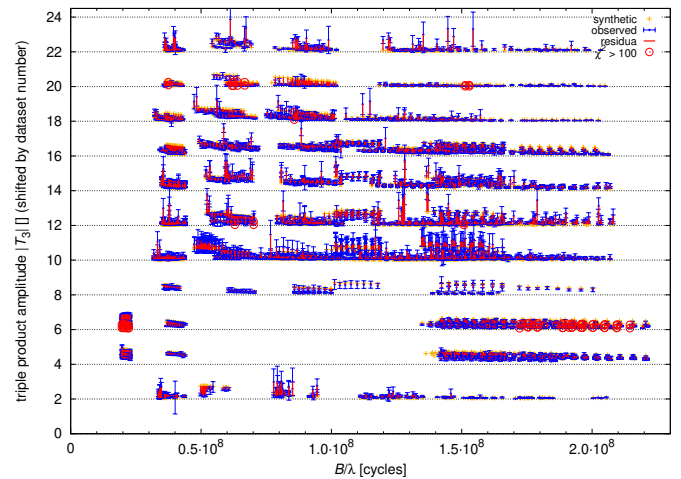 triple product amplitude |T₃| [] (shifted by dataset number)
24
22
20
18
16
14
12
10
8
6
4
2
0
synthetic
observed
residua
χ² > 100
0 0.5·10⁸ 1.0·10⁸ 1.5·10⁸ 2.0·10⁸
B/λ [cycles]